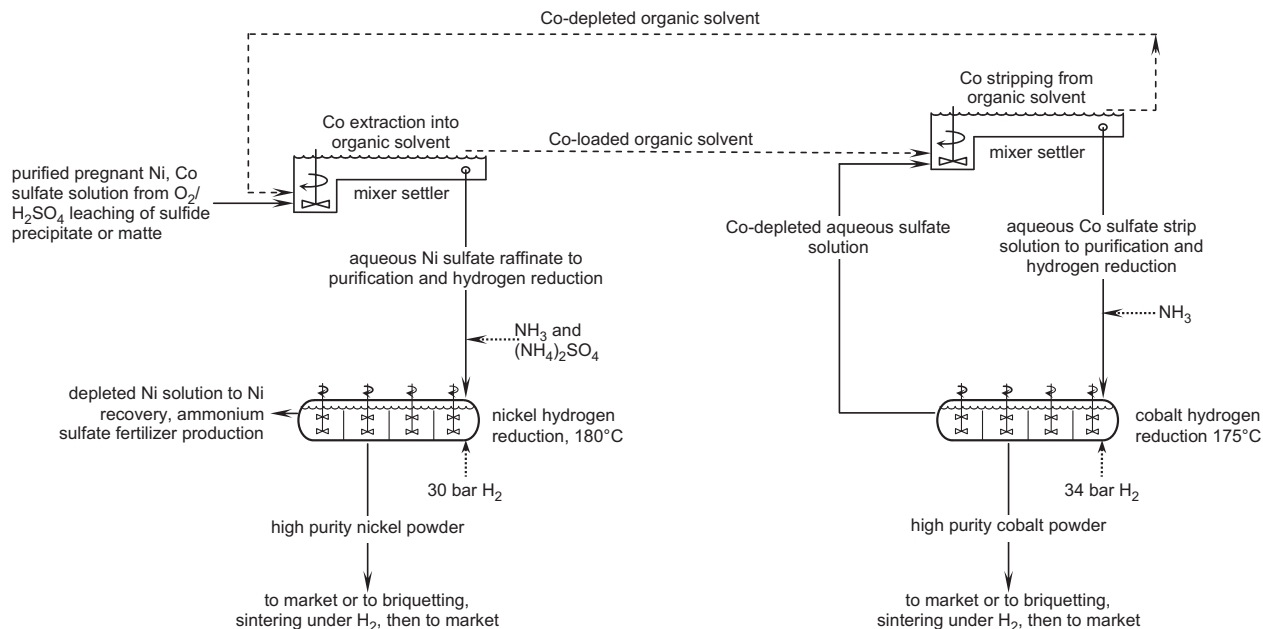 Co-depleted organic solvent
Co extraction into
organic solvent
Co-loaded organic solvent
Co stripping from
organic solvent
mixer settler
mixer settler
purified pregnant Ni, Co
sulfate solution from O2/
H2SO4 leaching of sulfide
precipitate or matte
aqueous Ni sulfate raffinate to
purification and hydrogen reduction
Co-depleted aqueous sulfate
solution
aqueous Co sulfate strip
solution to purification and
hydrogen reduction
NH3 and
(NH4)2SO4
NH3
depleted Ni solution to Ni
recovery, ammonium
sulfate fertilizer production
nickel hydrogen
reduction, 180°C
cobalt hydrogen
reduction 175°C
30 bar H2
34 bar H2
high purity nickel powder
high purity cobalt powder
to market or to briquetting,
sintering under H2, then to market
to market or to briquetting,
sintering under H2, then to market